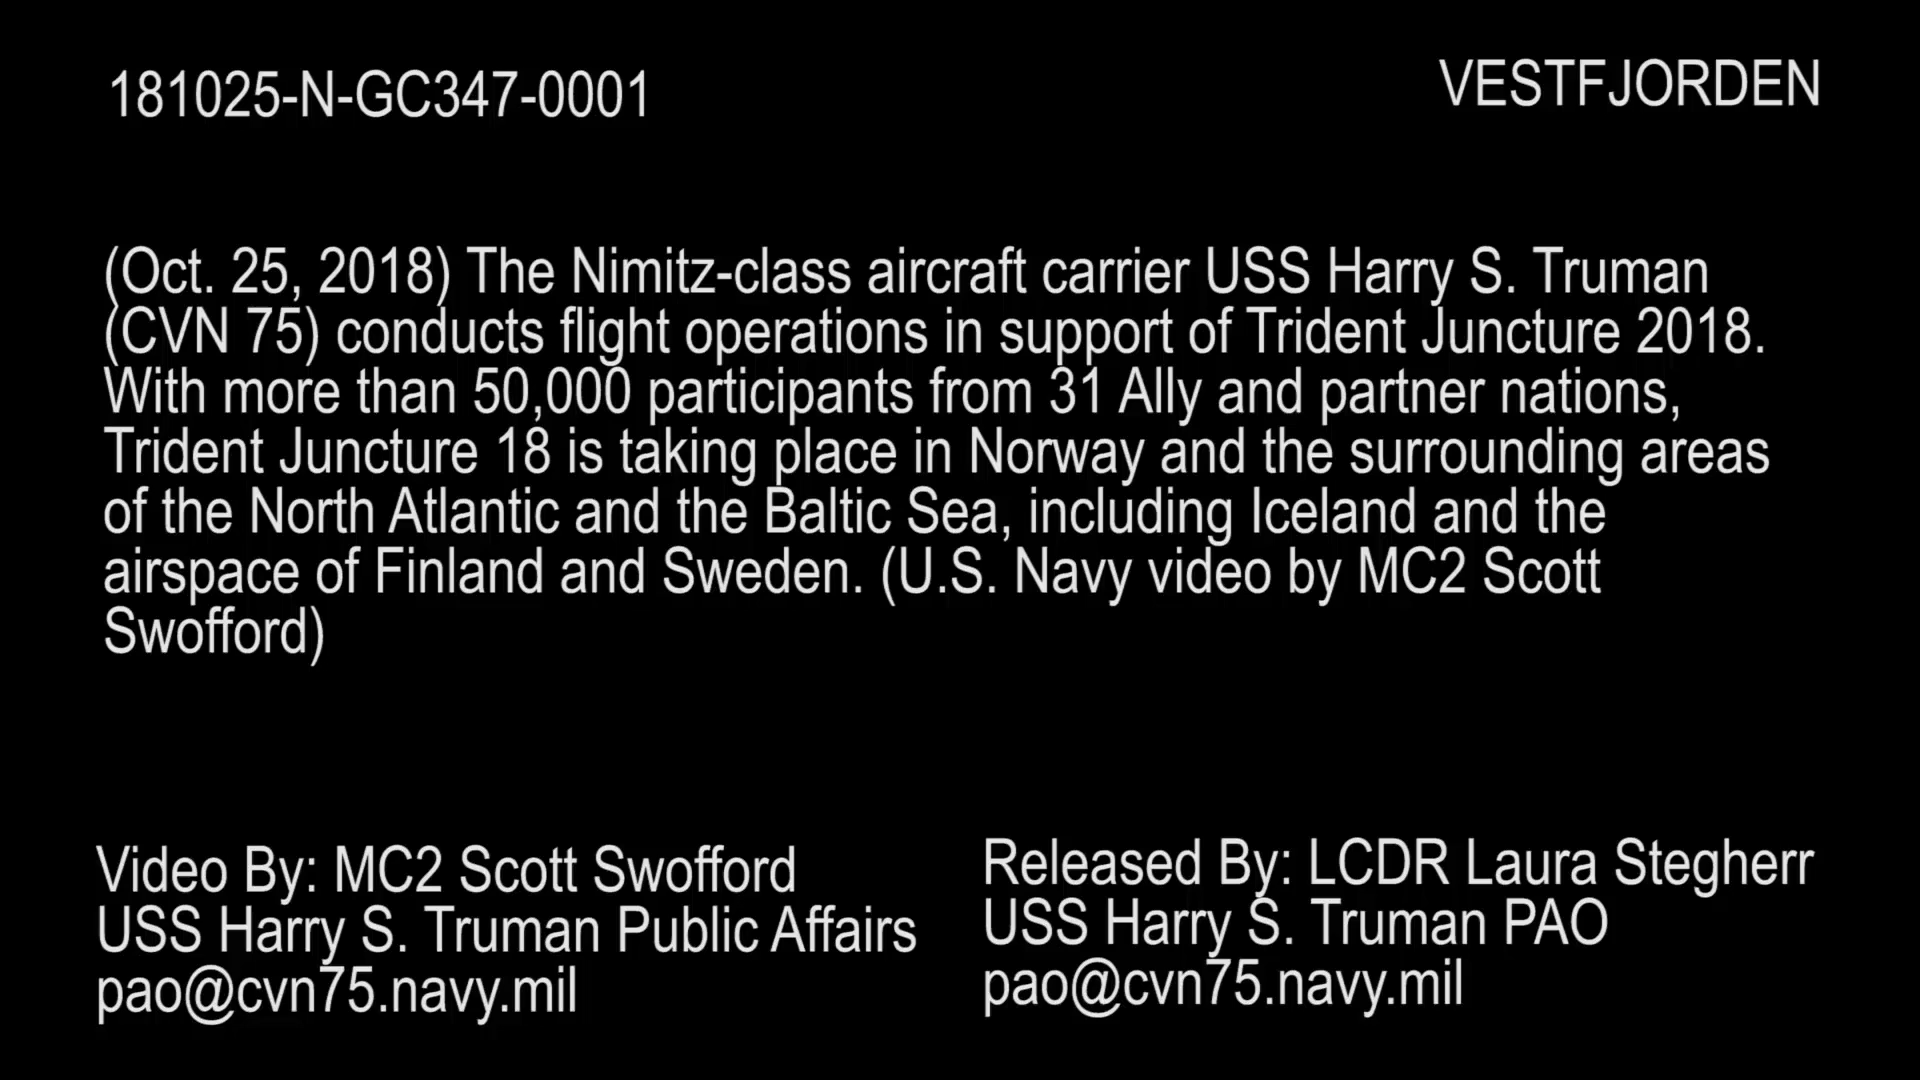 181025-N-GC347-0001
VESTFJORDEN
(Oct. 25, 2018) The Nimitz-class aircraft carrier USS Harry S. Truman
(CVN 75) conducts flight operations in support of Trident Juncture 2018.
With more than 50,000 participants from 31 Ally and partner nations,
Trident Juncture 18 is taking place in Norway and the surrounding areas
of the North Atlantic and the Baltic Sea, including Iceland and the
airspace of Finland and Sweden. (U.S. Navy video by MC2 Scott
Swofford)
Video By: MC2 Scott Swofford
USS Harry S. Truman Public Affairs
pao@cvn75.navy.mil
Released By: LCDR Laura Stegherr
USS Harry S. Truman PAO
pao@cvn75.navy.mil